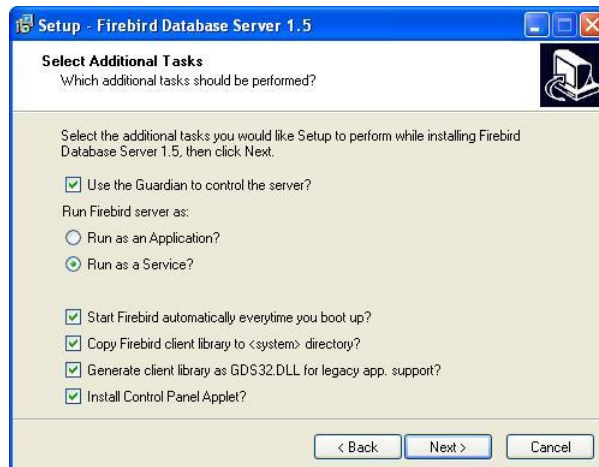 Setup - Firebird Database Server 1.5
Select Additional Tasks
Which additional tasks should be performed?
Select the additional tasks you would like Setup to perform while installing Firebird
Database Server 1.5, then click Next.
Use the Guardian to control the server?
Run Firebird server as:
Run as an Application?
Run as a Service?
Start Firebird automatically everytime you boot up?
Copy Firebird client library to <system> directory?
Generate client library as GDS32.DLL for legacy app. support?
Install Control Panel Applet?
< Back Next > Cancel